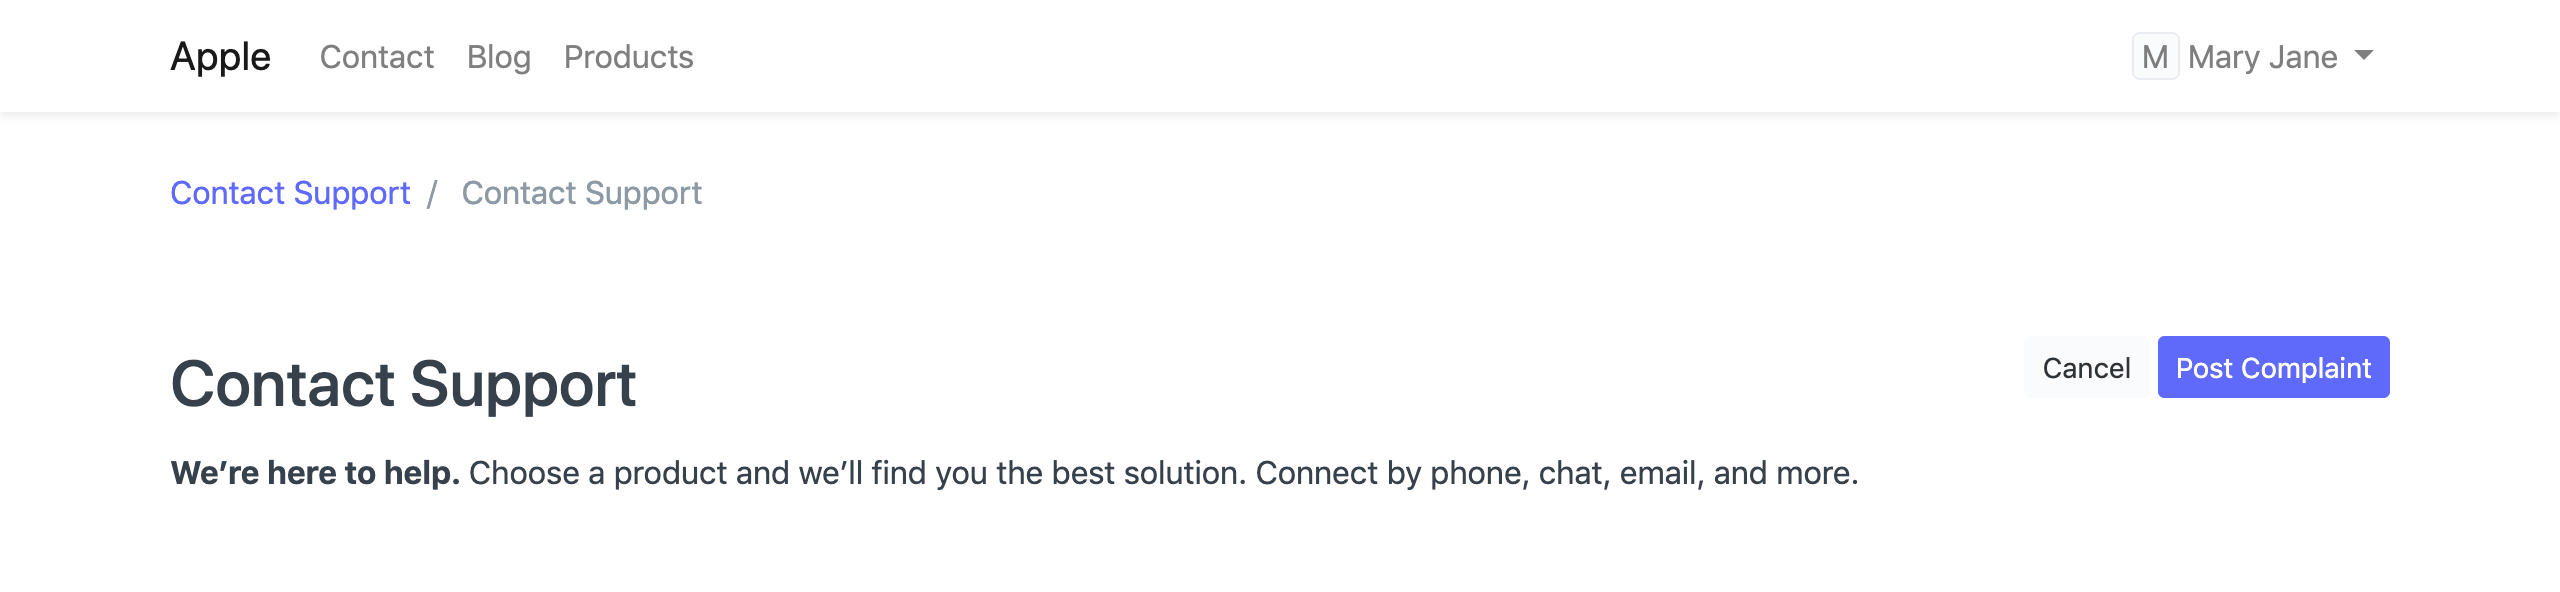 Apple Contact Blog Products M Mary Jane
Contact Support / Contact Support
Contact Support
Cancel Post Complaint
We’re here to help. Choose a product and we’ll find you the best solution. Connect by phone, chat, email, and more.